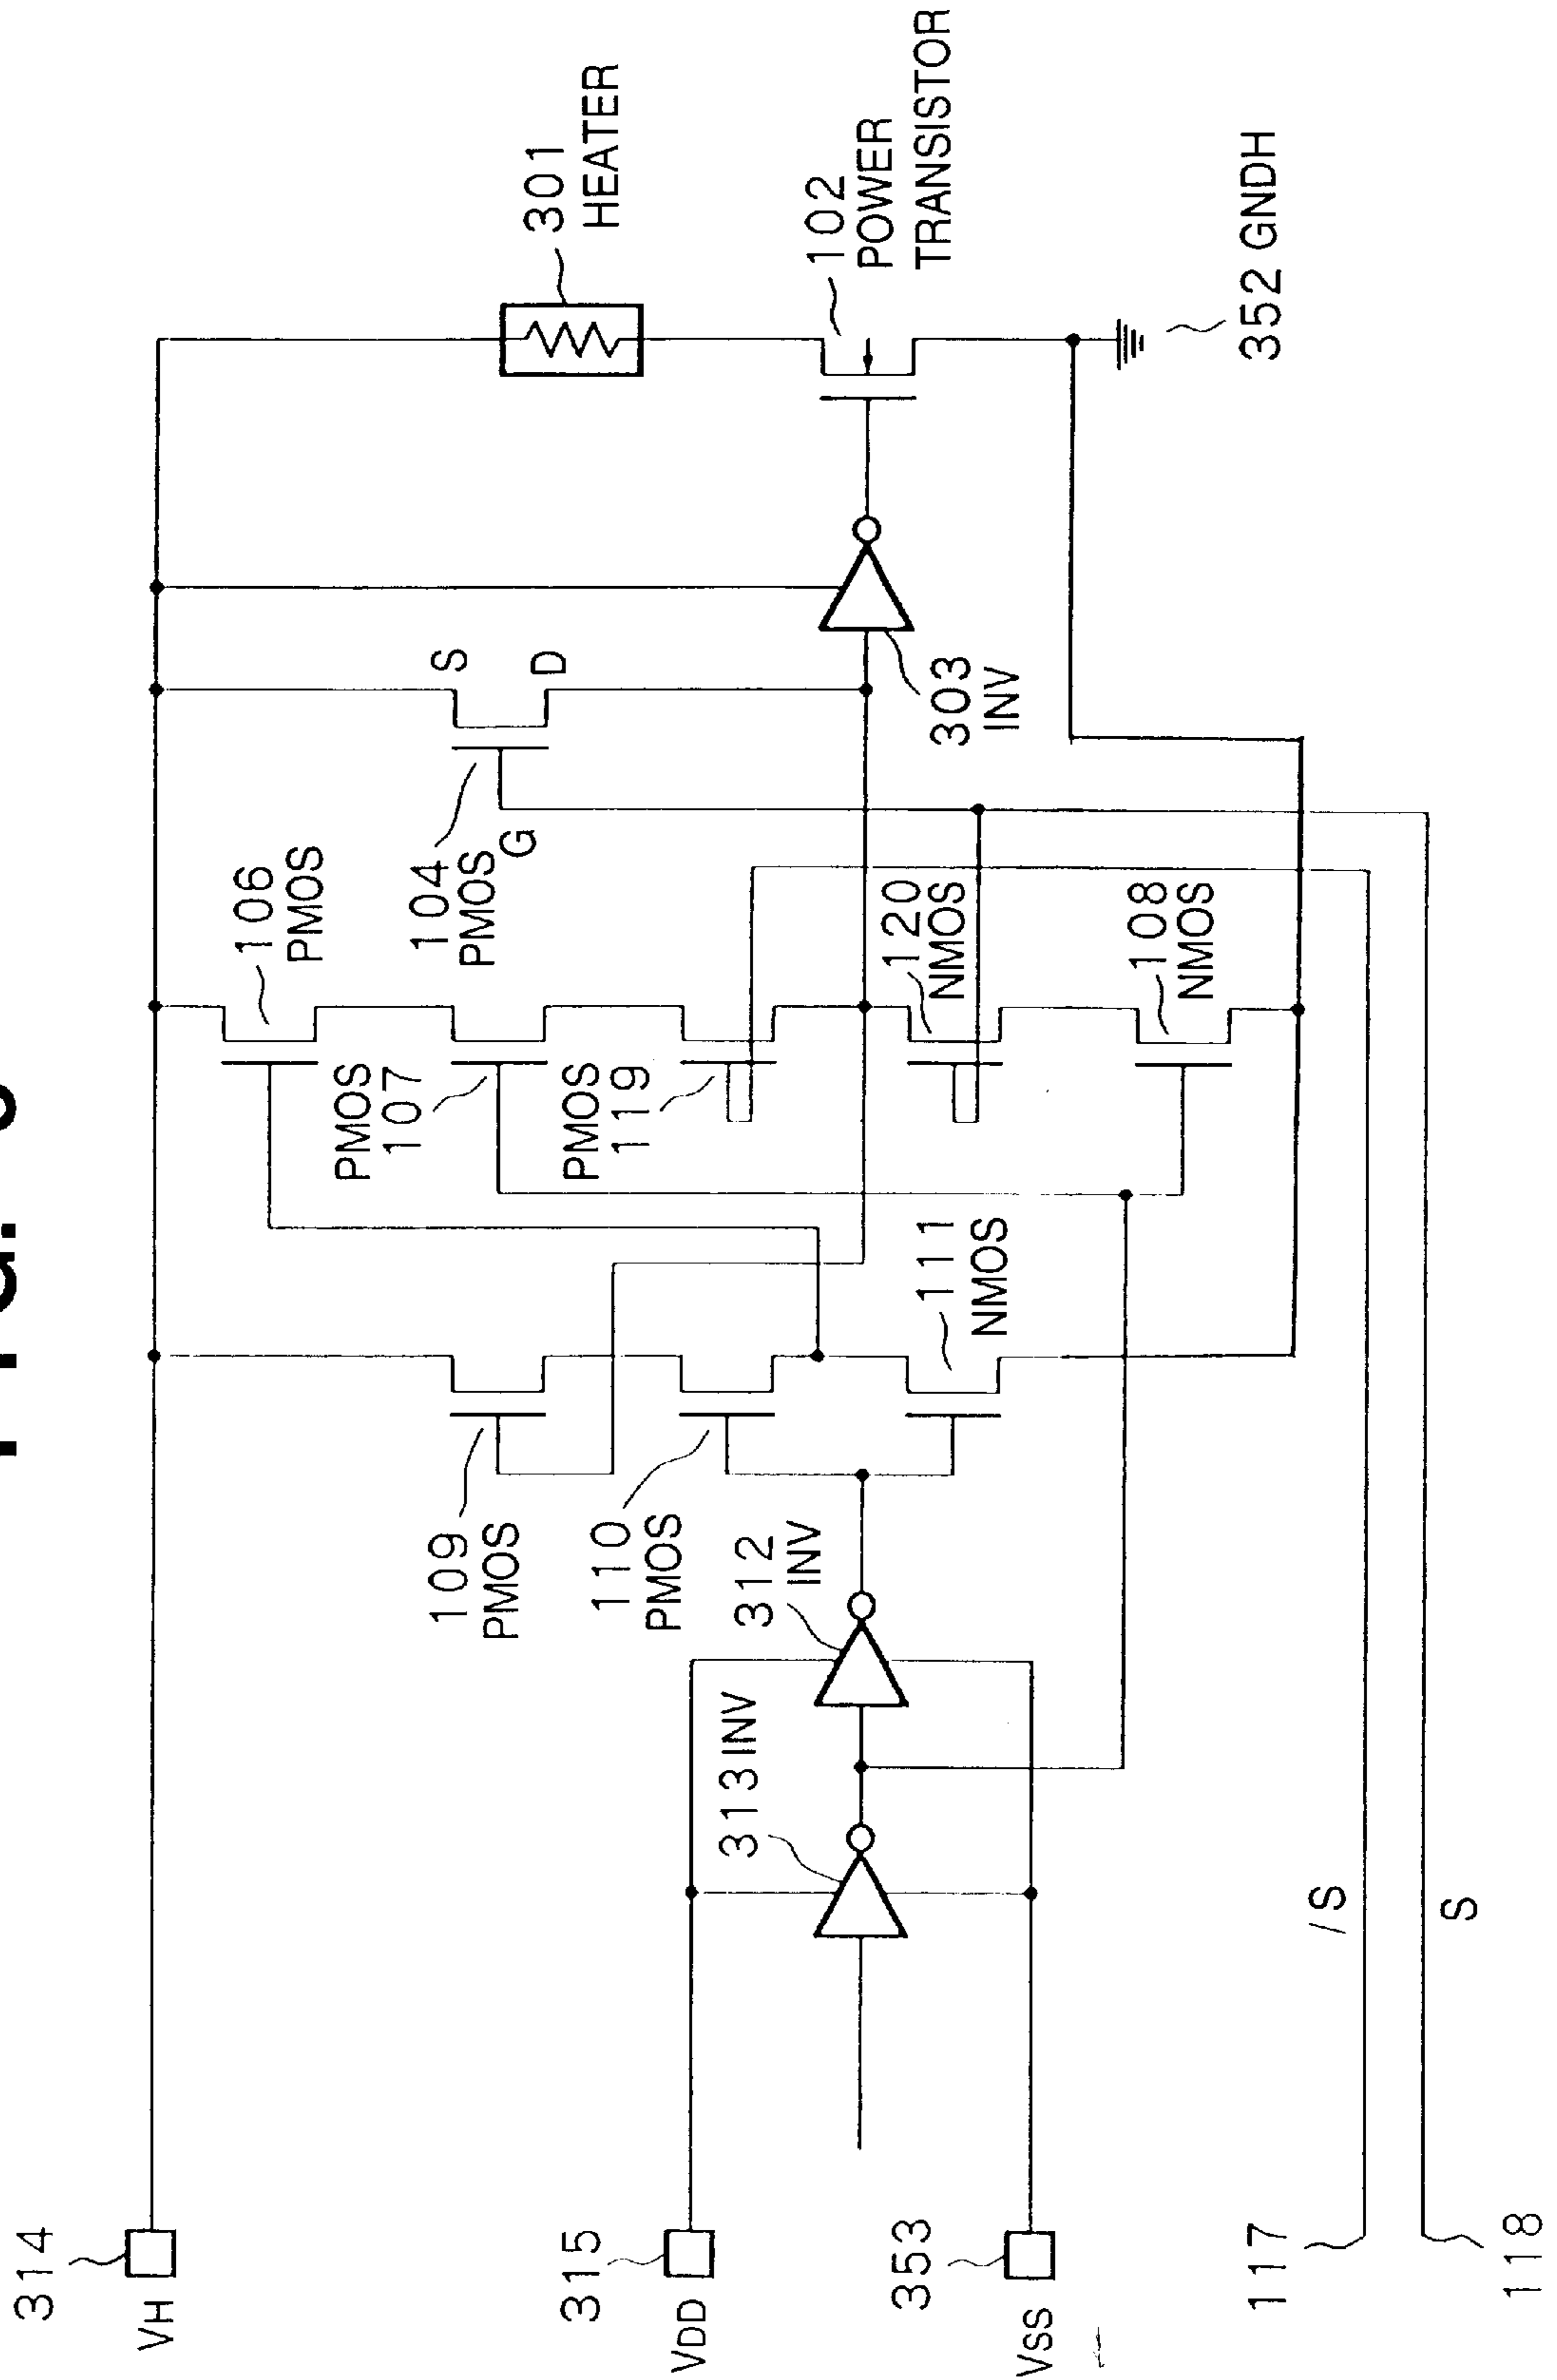 314
VH
106
PMOS
PMOS
107
104
PMOS
S
D
G
301
HEATER
109
PMOS
PMOS
119
110
PMOS
315
VDD
313 INV
312
INV
102
POWER
TRANSISTOR
303
INV
120
NMOS
111
NMOS
108
NMOS
353
VSS
352 GNDH
117
/S
S
118